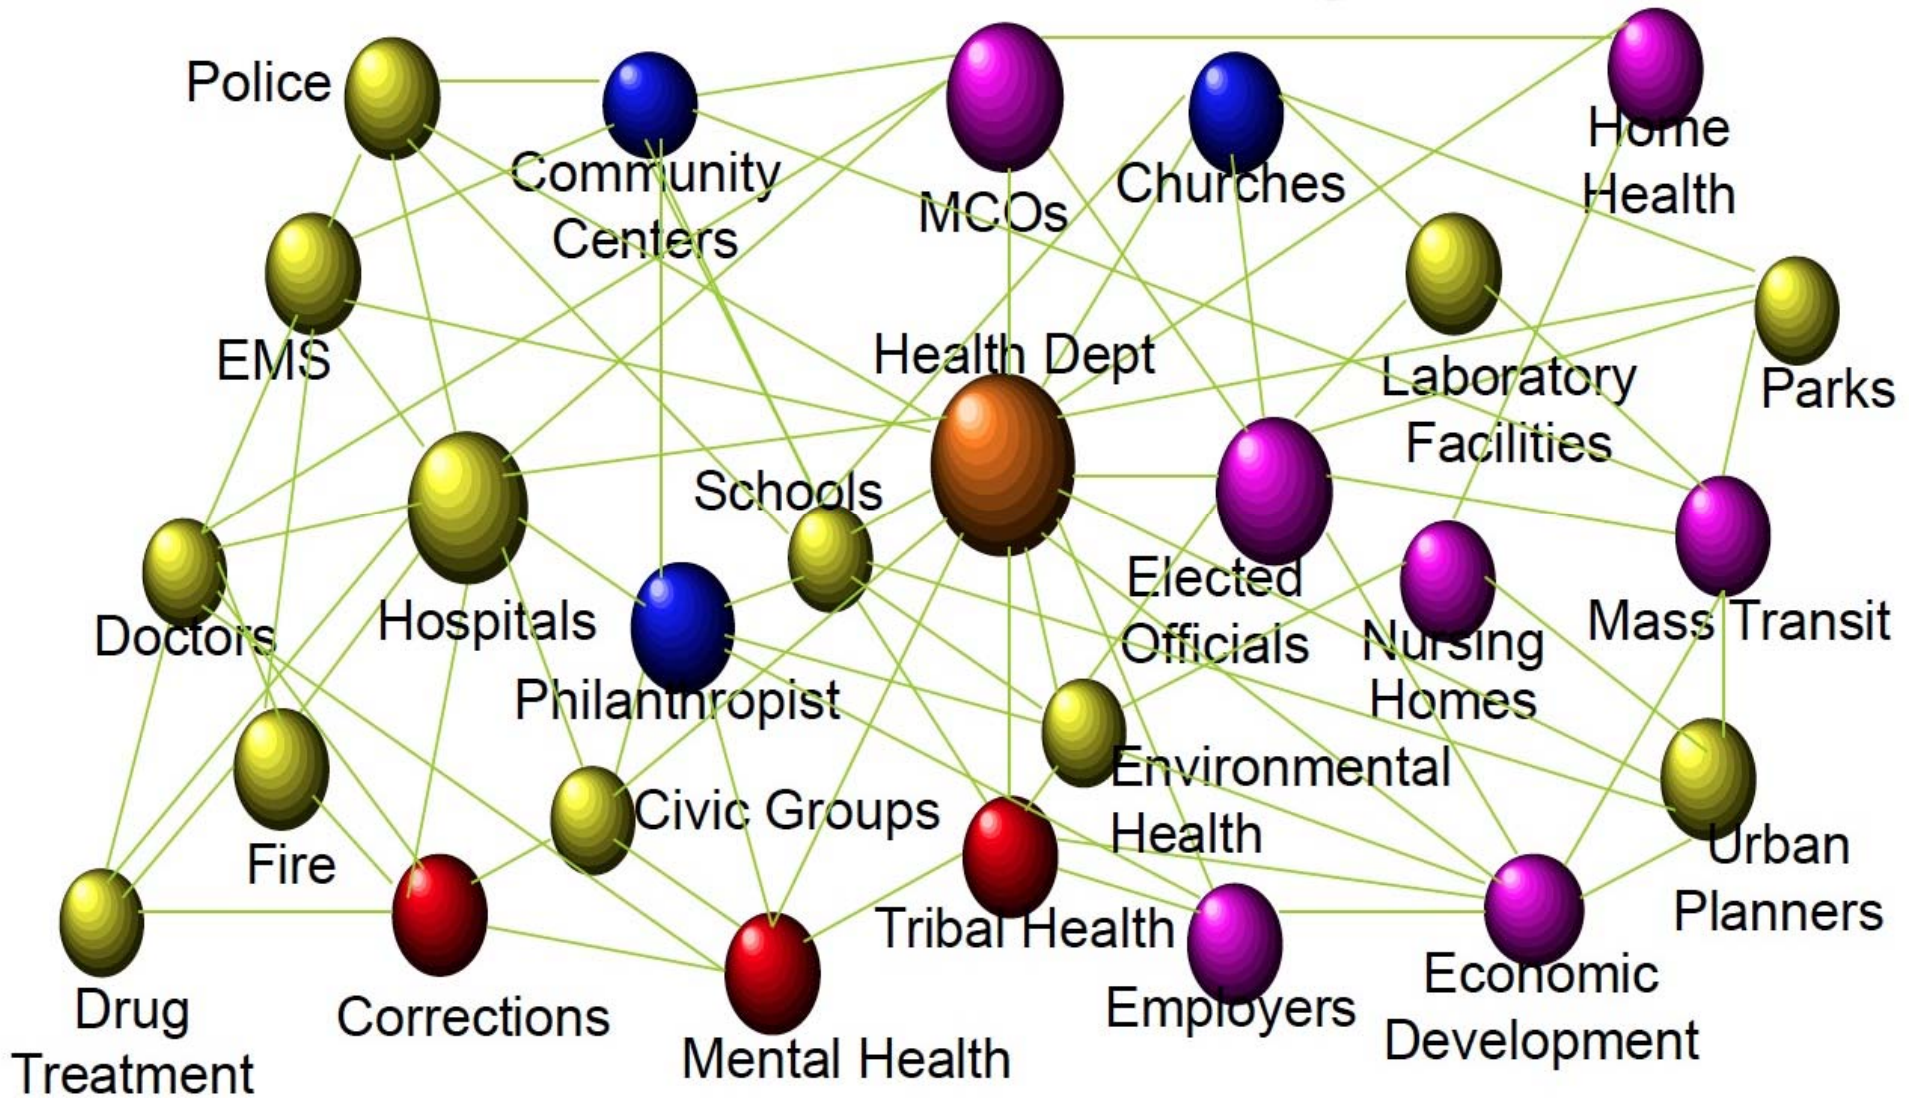 Police
Community
Centers
MCOs
Churches
Home
Health
EMS
Health Dept
Laboratory
Facilities
Parks
Schools
Doctors
Hospitals
Philanthropist
Elected
Officials
Nursing
Homes
Mass Transit
Fire
Civic Groups
Environmental
Health
Urban
Planners
Drug
Treatment
Corrections
Mental Health
Tribal Health
Employers
Economic
Development